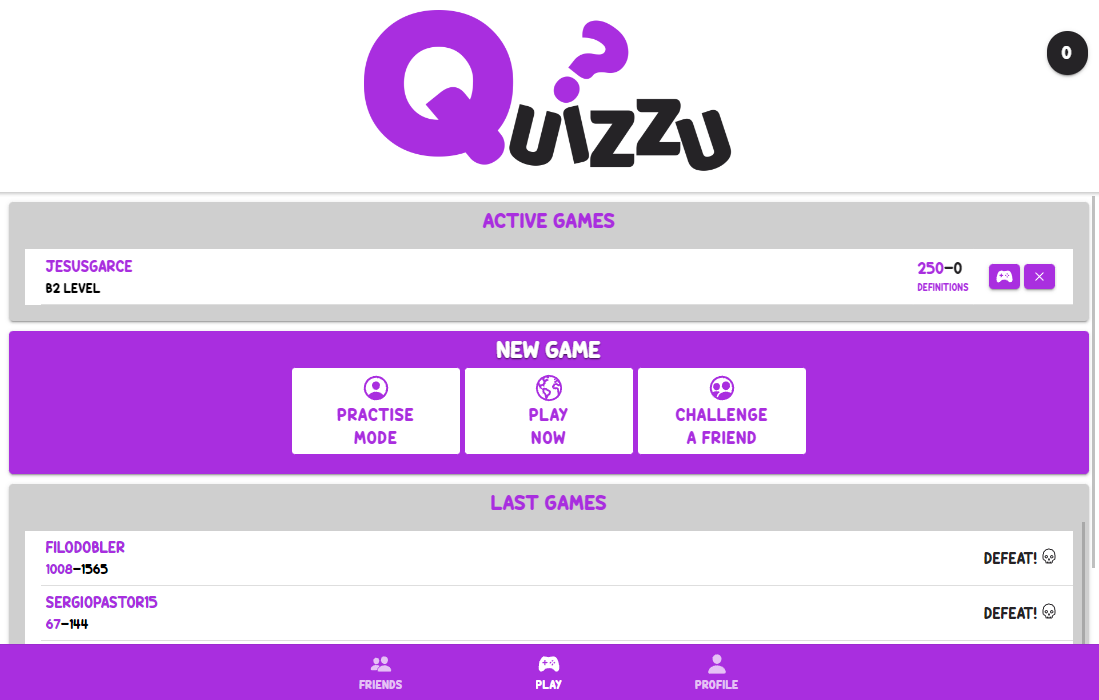 QUIZZU
0
ACTIVE GAMES
JESUSGARCE
B2 LEVEL
250–0
DEFINITIONS
NEW GAME
PRACTISE
MODE
PLAY
NOW
CHALLENGE
A FRIEND
LAST GAMES
FILODOBLER
1008–1565
DEFEAT!
SERGIOPASTOR15
67–144
DEFEAT!
FRIENDS
PLAY
PROFILE